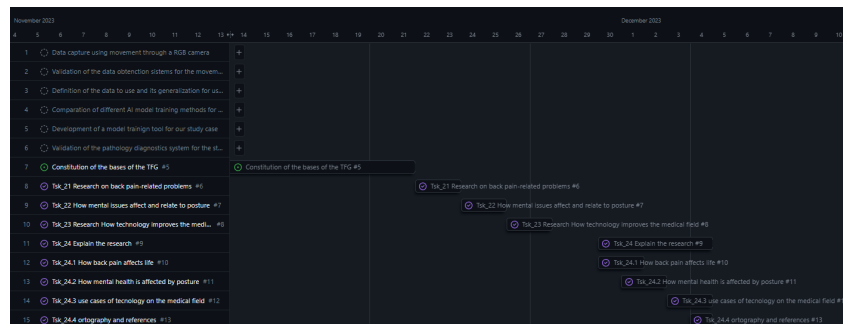 November 2023 December 2023
4 5 6 7 8 9 10 11 12 13 14 15 16 17 18 19 20 21 22 23 24 25 26 27 28 29 30 1 2 3 4 5 6 7 8 9 10
1 Data capture using movement through a RGB camera +
2 Validation of the data obtenction sistems for the movem... +
3 Definition of the data to use and its generalization for us... +
4 Comparation of different AI model training methods for ... +
5 Development of a model trainign tool for our study case +
6 Validation of the pathology diagnostics system for the st... +
7 Constitution of the bases of the TFG #5 Constitution of the bases of the TFG #5
8 Tsk_21 Research on back pain-related problems #6 Tsk_21 Research on back pain-related problems #6
9 Tsk_22 How mental issues affect and relate to posture #7 Tsk_22 How mental issues affect and relate to posture #7
10 Tsk_23 Research How technology improves the medi... #8 Tsk_23 Research How technology improves the medical field #8
11 Tsk_24 Explain the research #9 Tsk_24 Explain the research #9
12 Tsk_24.1 How back pain affects life #10 Tsk_24.1 How back pain affects life #10
13 Tsk_24.2 How mental health is affected by posture #11 Tsk_24.2 How mental health is affected by posture #11
14 Tsk_24.3 use cases of tecnology on the medical field #12 Tsk_24.3 use cases of tecnology on the medical field
15 Tsk_24.4 ortography and references #13 Tsk_24.4 ortography and references #13